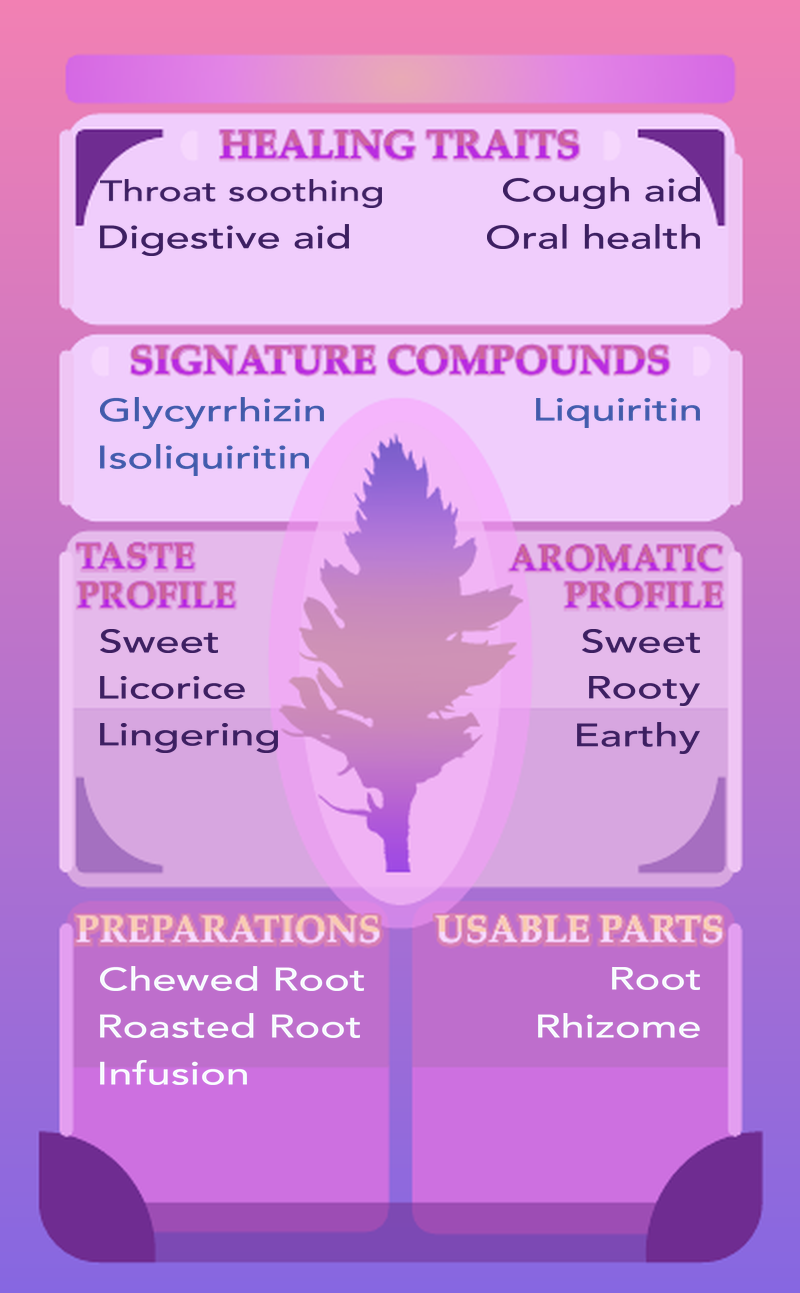 HEALING TRAITS
Throat soothing Cough aid
Digestive aid Oral health
SIGNATURE COMPOUNDS
Glycyrrhizin Liquiritin
Isoliquiritin
TASTE
PROFILE
Sweet
Licorice
Lingering
AROMATIC
PROFILE
Sweet
Rooty
Earthy
PREPARATIONS
Chewed Root
Roasted Root
Infusion
USABLE PARTS
Root
Rhizome